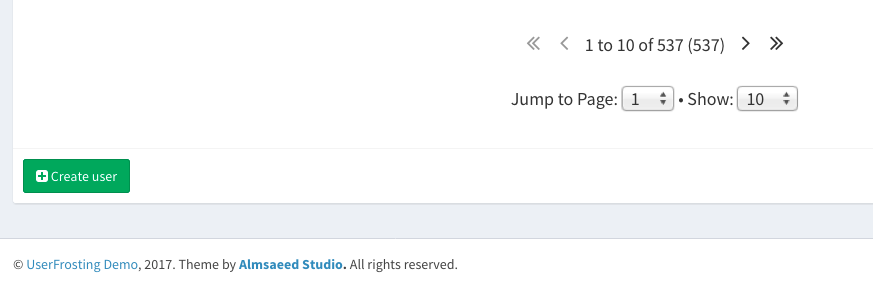 « < 1 to 10 of 537 (537) > »
Jump to Page: 1 • Show: 10
Create user
© UserFrosting Demo, 2017. Theme by Almsaeed Studio. All rights reserved.